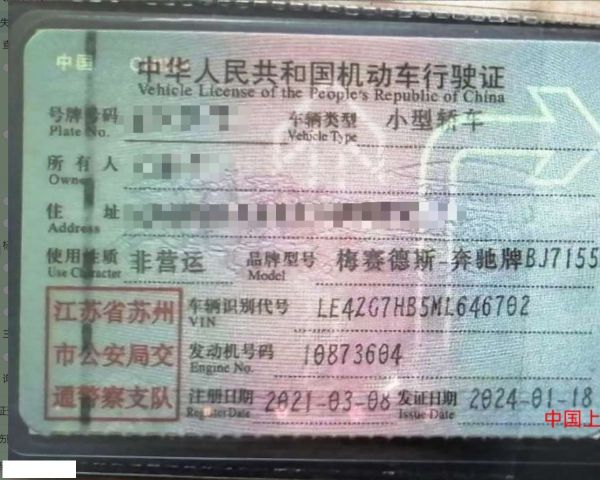 中国
中华人民共和国机动车行驶证
Vehicle License of the People's Republic of China
号牌号码 车辆类型 小型轿车
Plate No. Vehicle Type
所有人
Owner
住址
Address
使用性质 非营运 品牌型号 梅赛德斯-奔驰牌BJ7155
Use Character Model
江苏省苏州 车辆识别代号 LE4ZG7HB5ML646702
VIN
市公安局交 发动机号码 10873604
Engine No.
通警察支队 注册日期 2021-03-08 发证日期 2024-01-18
Register Date Issue Date
中国上